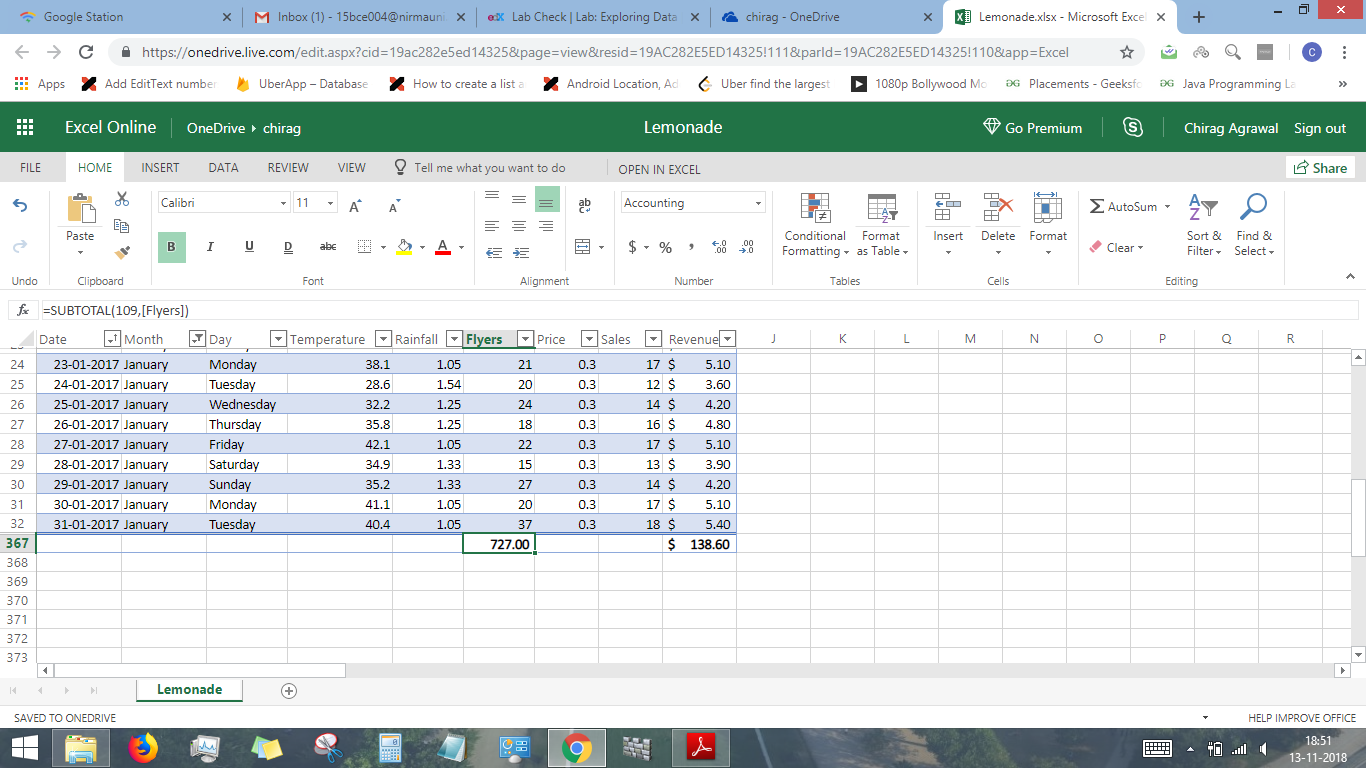 Google Station
Inbox (1) - 15bce004@nirmauni
edX Lab Check | Lab: Exploring Data
chirag - OneDrive
Lemonade.xlsx - Microsoft Exce
https://onedrive.live.com/edit.aspx?cid=19ac282e5ed14325&page=view&resid=19AC282E5ED14325!111&parId=19AC282E5ED14325!110&app=Excel
C
Apps Add EditText number UberApp – Database How to create a list a Android Location, Ad Uber find the largest 1080p Bollywood Mo Placements - Geeksfo Java Programming La »
Excel Online OneDrive chirag Lemonade Go Premium Chirag Agrawal Sign out
FILE HOME INSERT DATA REVIEW VIEW Tell me what you want to do OPEN IN EXCEL Share
Calibri 11 A A ab Accounting AutoSum
Paste B I U D abc A $ % , .00 .00 Conditional Formatting Format as Table Insert Delete Format Clear Sort & Filter Find & Select
Undo Clipboard Font Alignment Number Tables Cells Editing
fx =SUBTOTAL(109,[Flyers])
Date Month Day Temperature Rainfall Flyers Price Sales Revenue J K L M N O P Q R
24 23-01-2017 January Monday 38.1 1.05 21 0.3 17 $ 5.10
25 24-01-2017 January Tuesday 28.6 1.54 20 0.3 12 $ 3.60
26 25-01-2017 January Wednesday 32.2 1.25 24 0.3 14 $ 4.20
27 26-01-2017 January Thursday 35.8 1.25 18 0.3 16 $ 4.80
28 27-01-2017 January Friday 42.1 1.05 22 0.3 17 $ 5.10
29 28-01-2017 January Saturday 34.9 1.33 15 0.3 13 $ 3.90
30 29-01-2017 January Sunday 35.2 1.33 27 0.3 14 $ 4.20
31 30-01-2017 January Monday 41.1 1.05 20 0.3 17 $ 5.10
32 31-01-2017 January Tuesday 40.4 1.05 37 0.3 18 $ 5.40
367 727.00 $ 138.60
368
369
370
371
372
373
Lemonade
SAVED TO ONEDRIVE HELP IMPROVE OFFICE
18:51
13-11-2018